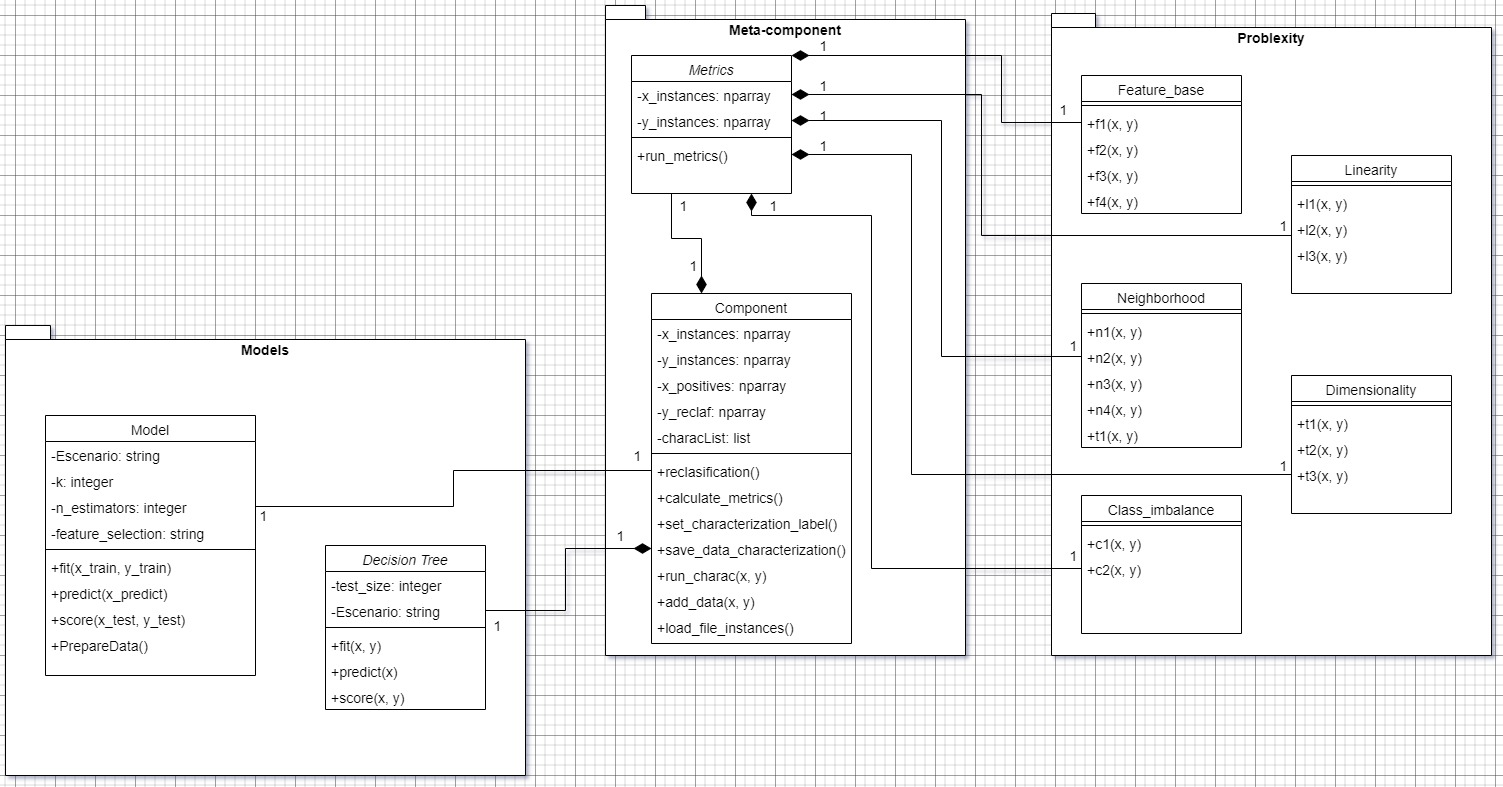 Models
Model
-Escenario: string
-k: integer
-n_estimators: integer
-feature_selection: string
+fit(x_train, y_train)
+predict(x_predict)
+score(x_test, y_test)
+PrepareData()
1
Decision Tree
-test_size: integer
-Escenario: string
+fit(x, y)
+predict(x)
+score(x, y)
1
Meta-component
Metrics
-x_instances: nparray
-y_instances: nparray
+run_metrics()
1
1
1
1
1
1
1
Component
-x_instances: nparray
-y_instances: nparray
-x_positives: nparray
-y_reclaf: nparray
-characList: list
+reclasification()
+calculate_metrics()
+set_characterization_label()
+save_data_characterization()
+run_charac(x, y)
+add_data(x, y)
+load_file_instances()
1
1
Problexity
Feature_base
+f1(x, y)
+f2(x, y)
+f3(x, y)
+f4(x, y)
1
Linearity
+l1(x, y)
+l2(x, y)
+l3(x, y)
1
Neighborhood
+n1(x, y)
+n2(x, y)
+n3(x, y)
+n4(x, y)
+t1(x, y)
1
Dimensionality
+t1(x, y)
+t2(x, y)
+t3(x, y)
1
Class_imbalance
+c1(x, y)
+c2(x, y)
1